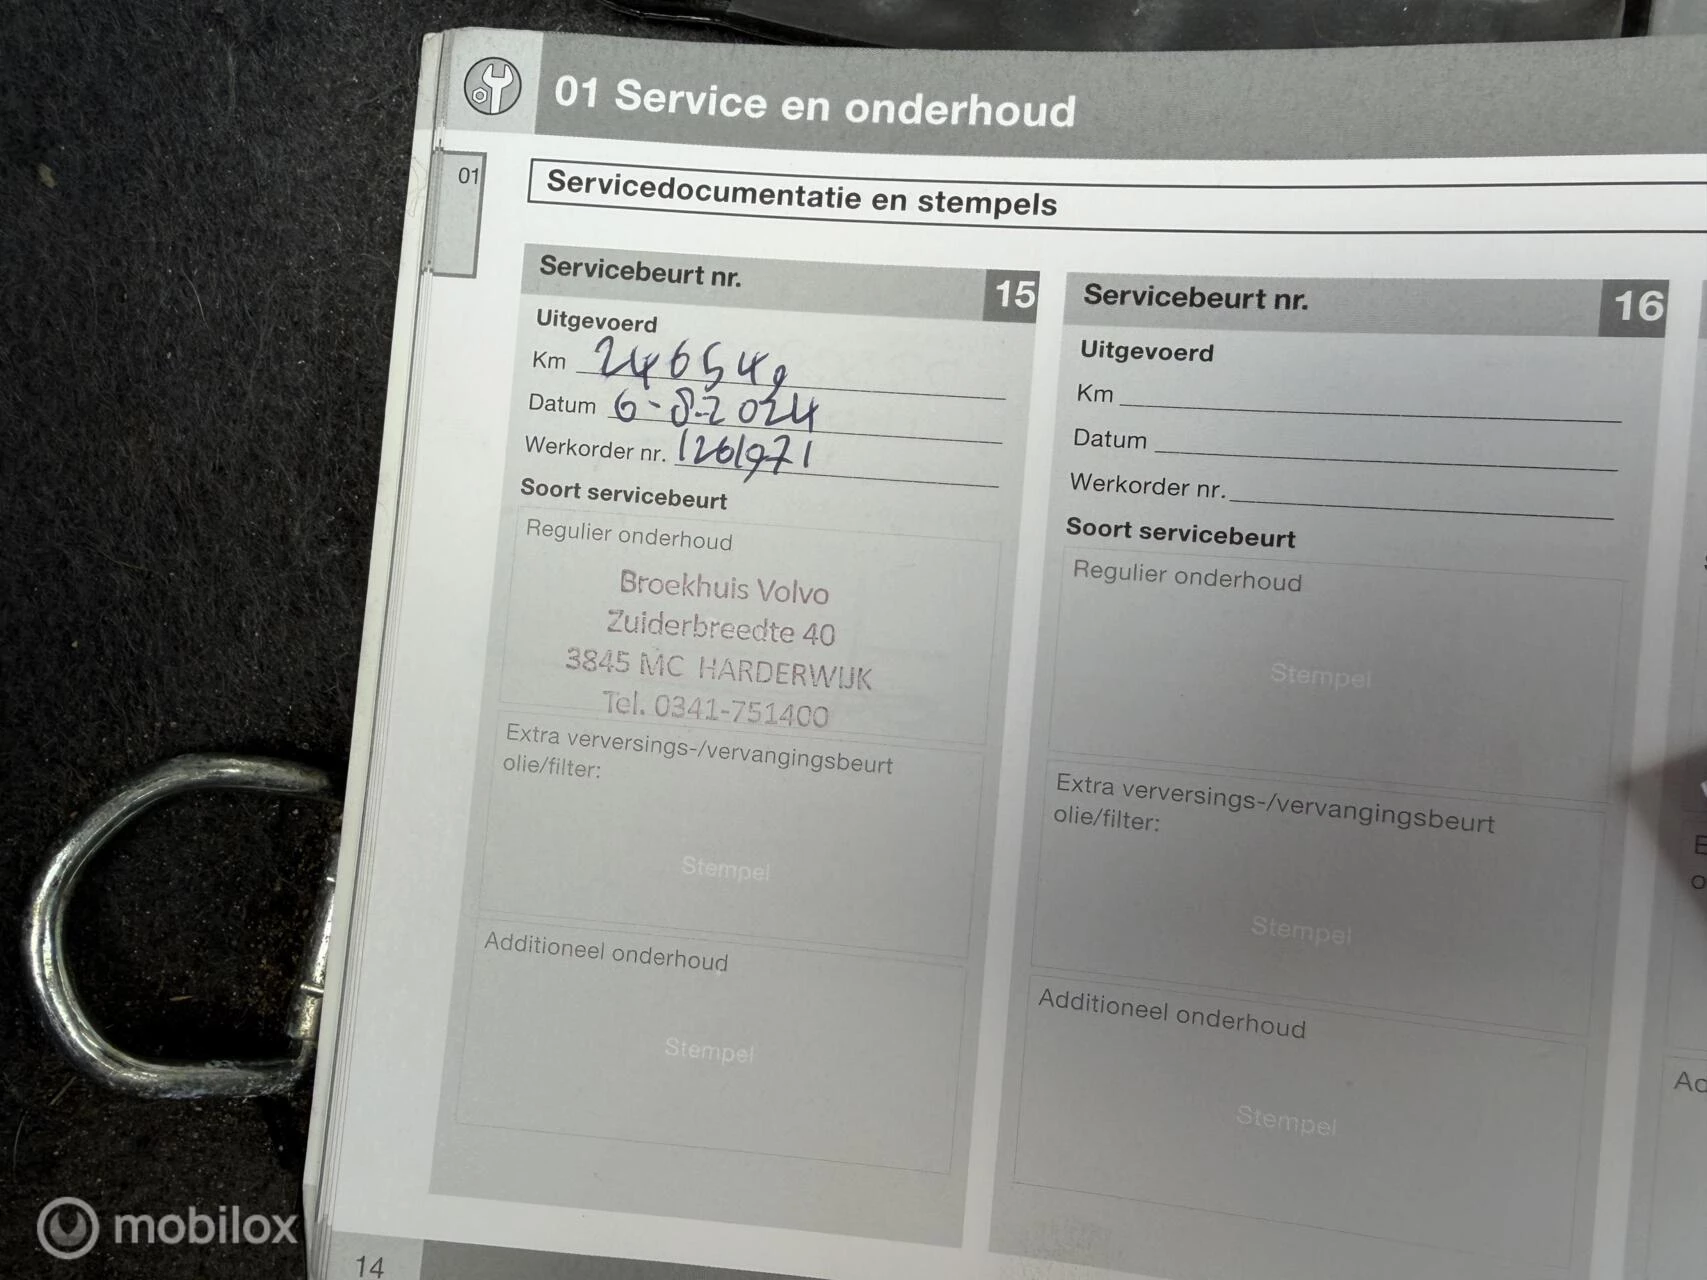 01 Service en onderhoud
01
Servicedocumentatie en stempels
Servicebeurt nr. 15
Uitgevoerd
Km
Datum 6-8-2024
Werkorder nr. 1261971
Soort servicebeurt
Regulier onderhoud
Broekhuis Volvo
Zuiderbreedte 40
3845 MC HARDERWIJK
Tel. 0341-751400
Extra verversings-/vervangingsbeurt
olie/filter:
Stempel
Additioneel onderhoud
Stempel
Servicebeurt nr. 16
Uitgevoerd
Km
Datum
Werkorder nr.
Soort servicebeurt
Regulier onderhoud
Stempel
Extra verversings-/vervangingsbeurt
olie/filter:
Stempel
Additioneel onderhoud
Stempel
14
mobilox